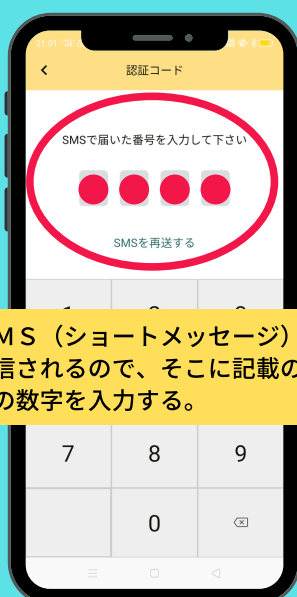 21:01
認証コード
SMSで届いた番号を入力して下さい
SMSを再送する
MS（ショートメッセージ）
信されるので、そこに記載の
の数字を入力する。
7 8 9
0